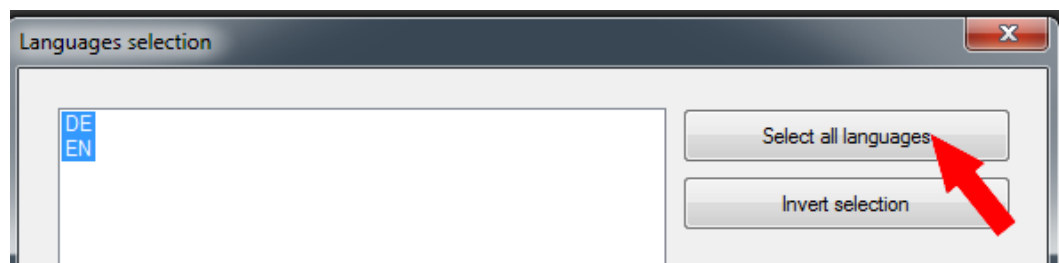 Languages selection
DE
EN
Select all languages
Invert selection